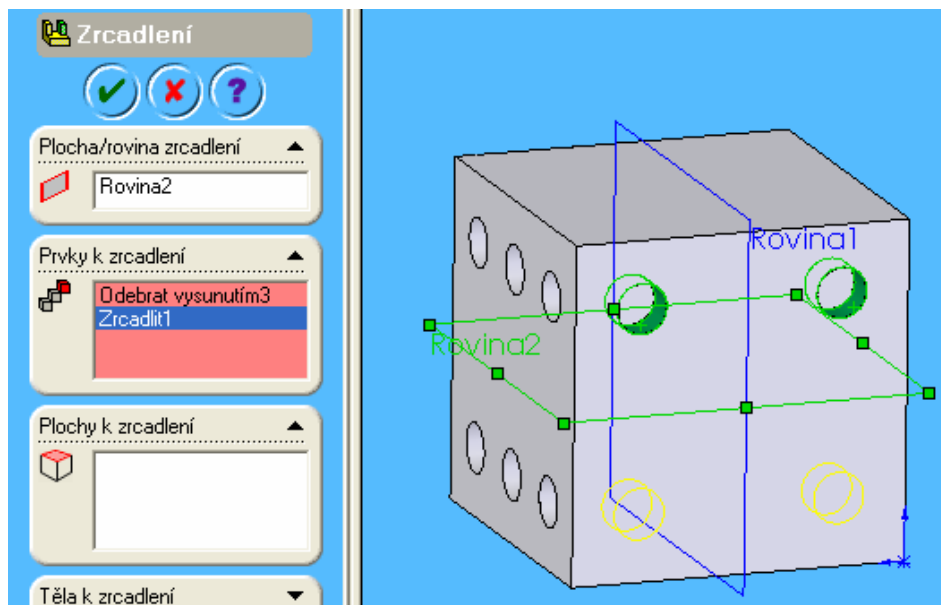 Zrcadlení
?
Plocha/rovina zrcadlení
Rovina2
Prvky k zrcadlení
Odebrat vysunutím3
Zrcadlit1
Plochy k zrcadlení
Těla k zrcadlení
Rovina1
Rovina2